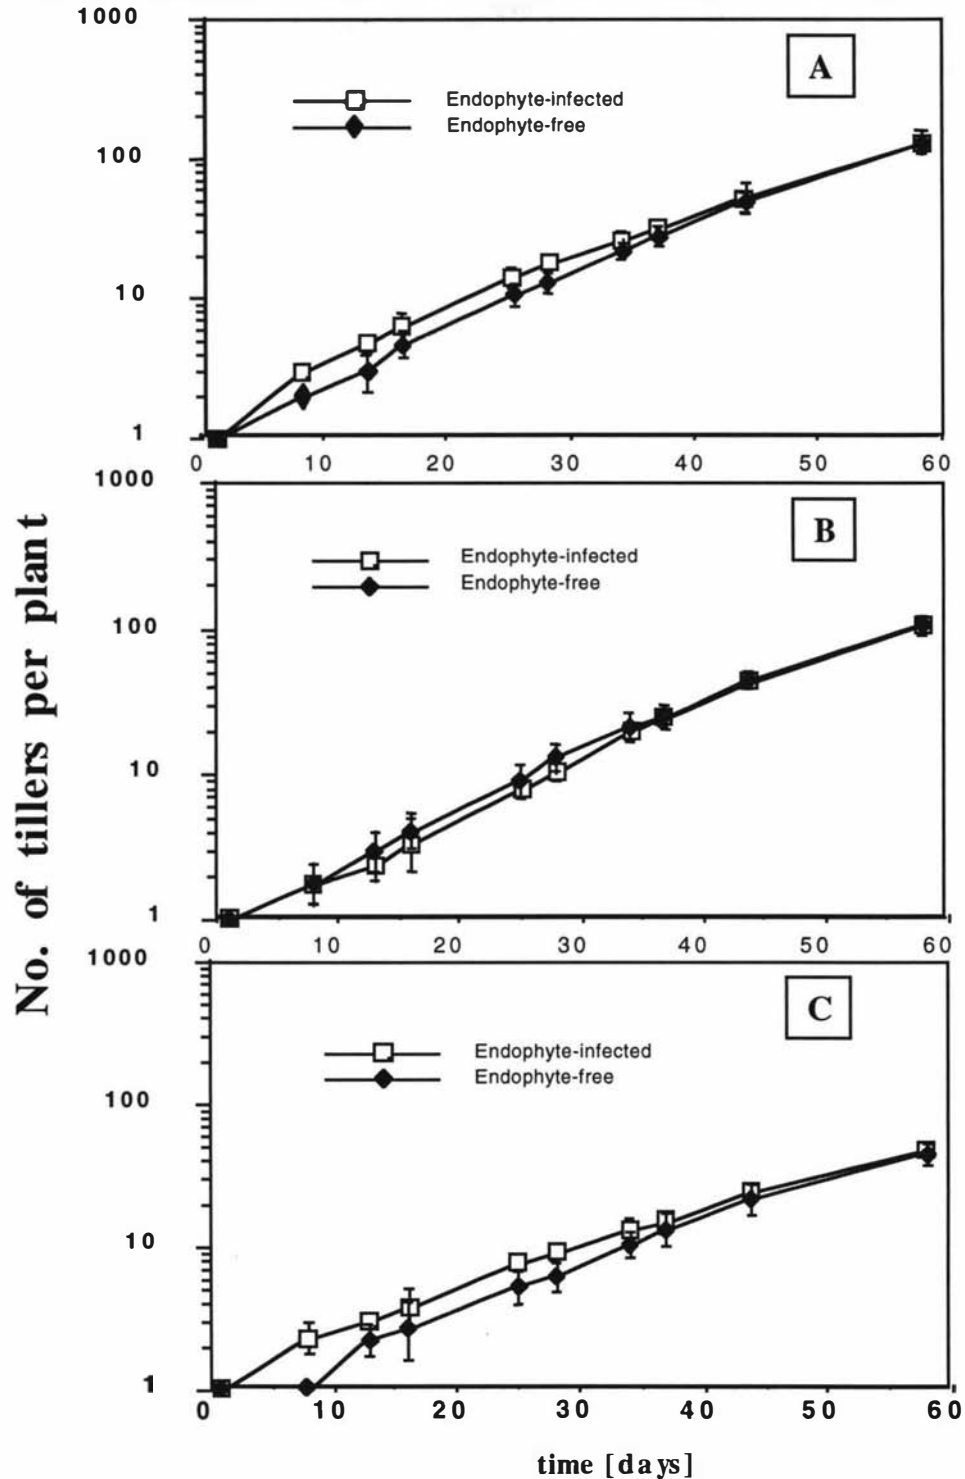 1000
A
Endophyte-infected
Endophyte-free
100
10
1
0 10 20 30 40 50 60
1000
B
Endophyte-infected
Endophyte-free
100
10
1
0 10 20 30 40 50 60
No. of tillers per plant
1000
C
Endophyte-infected
Endophyte-free
100
10
1
0 10 20 30 40 50 60
time [days]